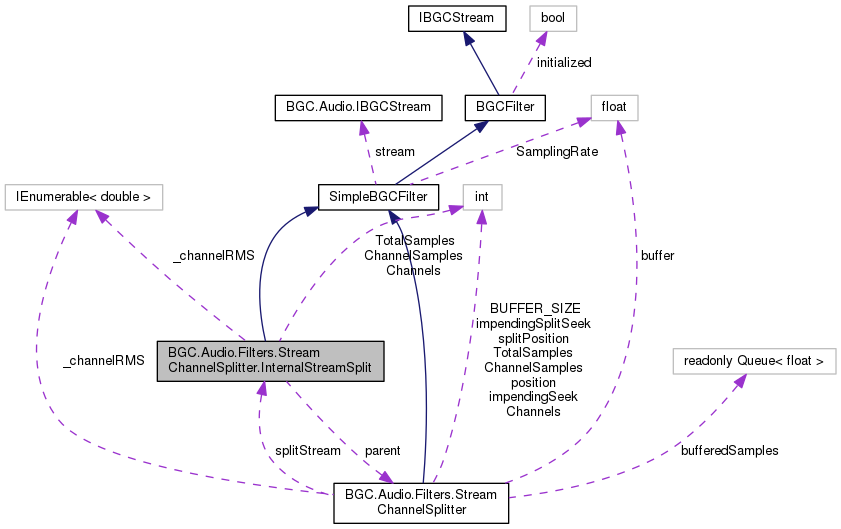 IBGCStream
bool
initialized
BGC.Audio.IBGCStream
BGCFilter
float
stream
SamplingRate
IEnumerable< double >
SimpleBGCFilter
int
_channelRMS
TotalSamples
ChannelSamples
Channels
buffer
BUFFER_SIZE
impendingSplitSeek
splitPosition
TotalSamples
ChannelSamples
position
impendingSeek
Channels
BGC.Audio.Filters.Stream
ChannelSplitter.InternalStreamSplit
readonly Queue< float >
_channelRMS
splitStream
parent
bufferedSamples
BGC.Audio.Filters.Stream
ChannelSplitter